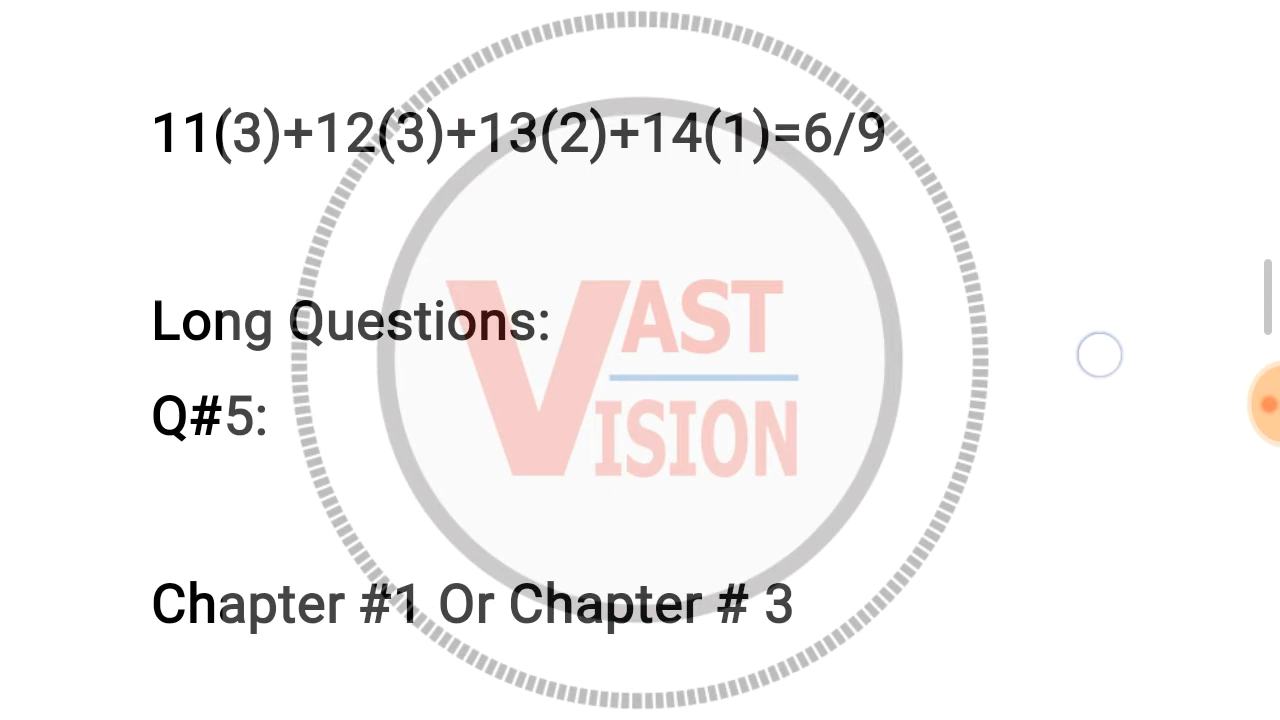 11(3)+12(3)+13(2)+14(1)=6/9
Long Questions:
VAST
VISION
Q#5:
Chapter #1 Or Chapter # 3